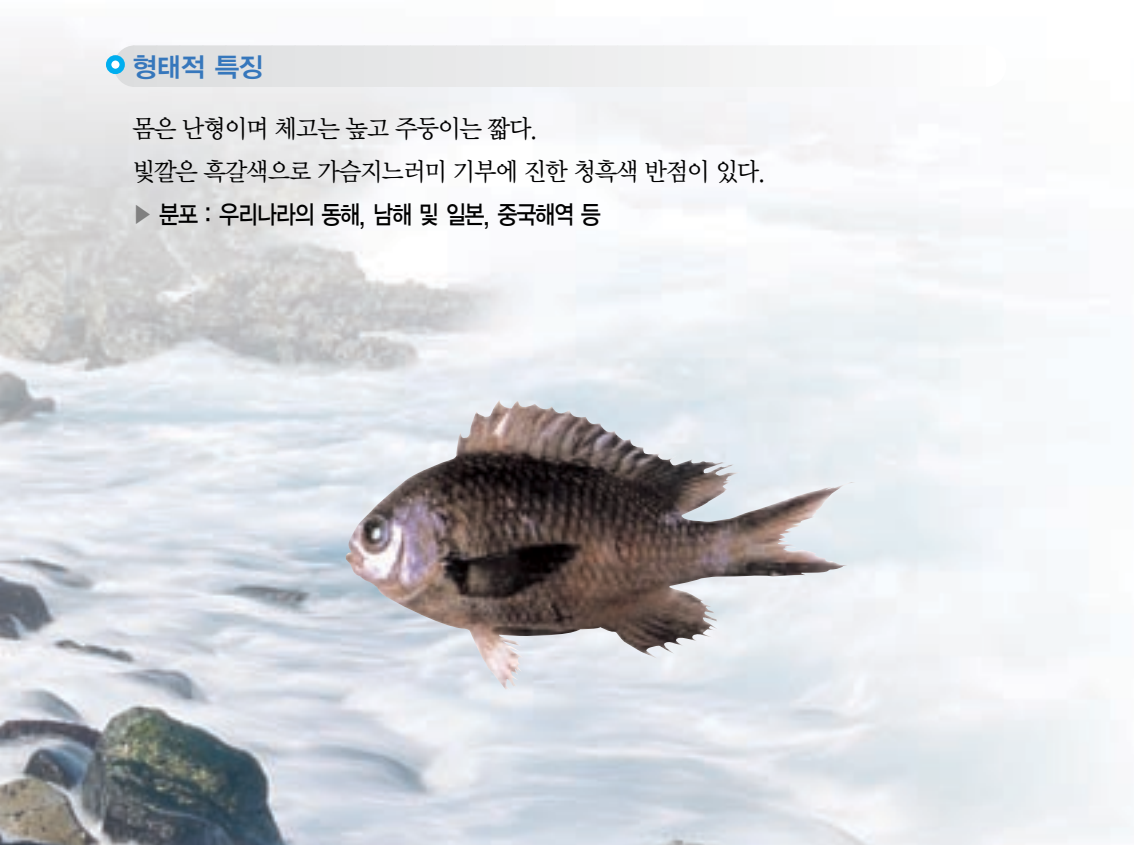 형태적 특징
몸은 난형이며 체고는 높고 주둥이는 짧다.
빛깔은 흑갈색으로 가슴지느러미 기부에 진한 청흑색 반점이 있다.
▶ 분포 : 우리나라의 동해, 남해 및 일본, 중국해역 등